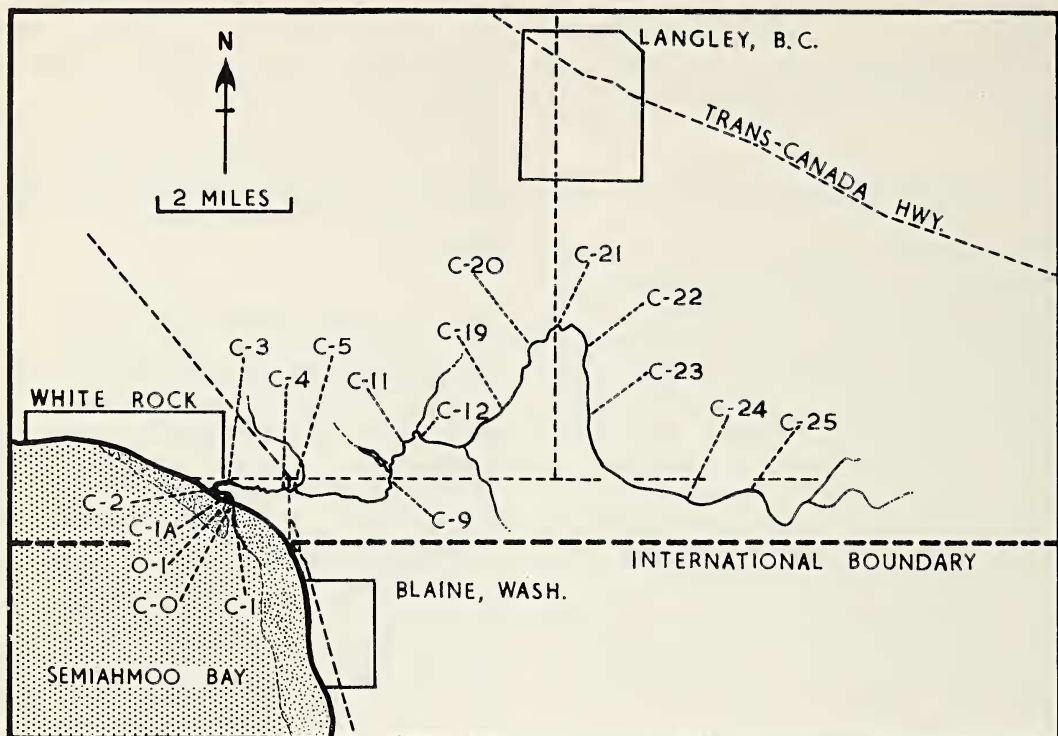 LANGLEY, B.C.
N
TRANS-CANADA HWY.
2 MILES
C-21
C-20
C-22
C-19
C-3
C-5
C-11
C-4
C-23
WHITE ROCK
C-12
C-24
C-25
C-2
C-9
C-1A
O-1
INTERNATIONAL BOUNDARY
C-O
C-1
BLAINE, WASH.
SEMIAHMOO BAY